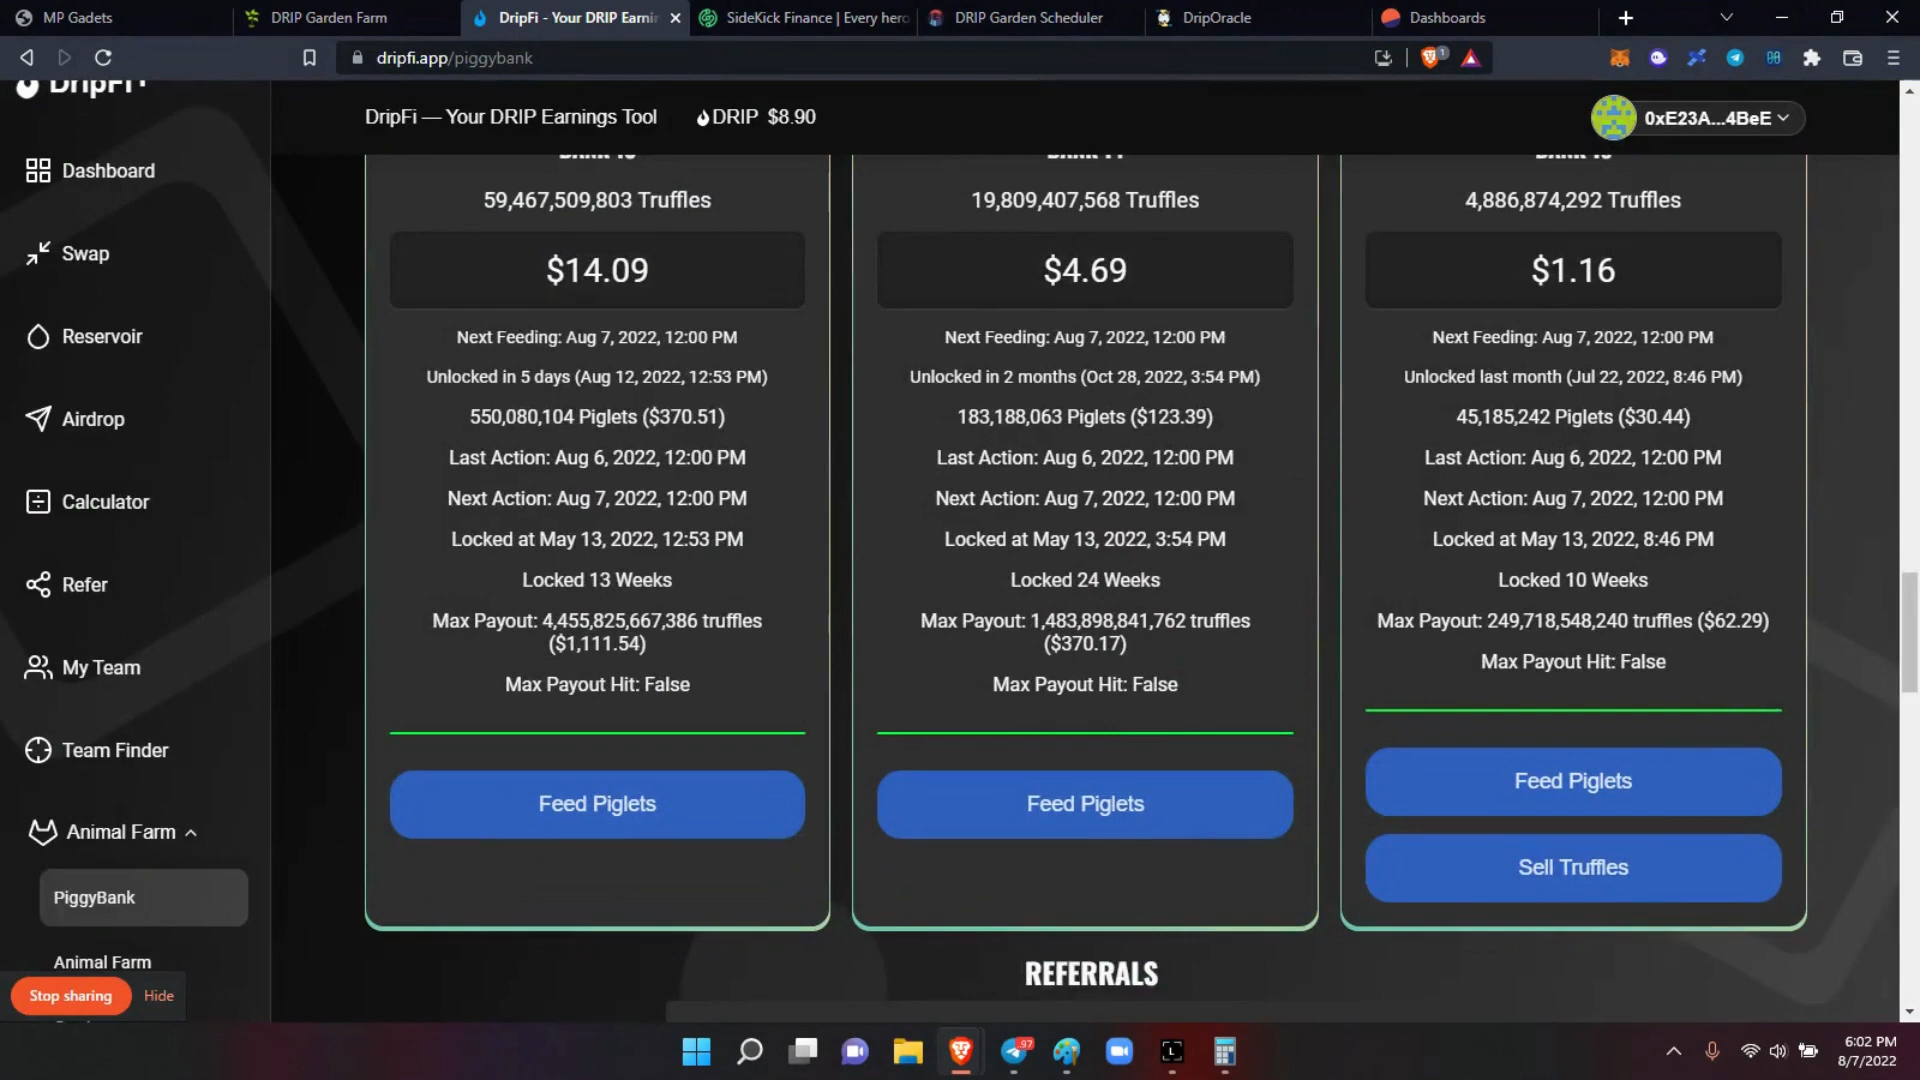 MP Gadets
DRIP Garden Farm
DripFi - Your DRIP Earnin
SideKick Finance | Every hero
DRIP Garden Scheduler
DripOracle
Dashboards
dripfi.app/piggybank
1
DripFi
DripFi — Your DRIP Earnings Tool
DRIP $8.90
0xE23A...4BeE
Dashboard
Swap
Reservoir
Airdrop
Calculator
Refer
My Team
Team Finder
Animal Farm
PiggyBank
Animal Farm
Stop sharing
Hide
59,467,509,803 Truffles
$14.09
Next Feeding: Aug 7, 2022, 12:00 PM
Unlocked in 5 days (Aug 12, 2022, 12:53 PM)
550,080,104 Piglets ($370.51)
Last Action: Aug 6, 2022, 12:00 PM
Next Action: Aug 7, 2022, 12:00 PM
Locked at May 13, 2022, 12:53 PM
Locked 13 Weeks
Max Payout: 4,455,825,667,386 truffles
($1,111.54)
Max Payout Hit: False
Feed Piglets
19,809,407,568 Truffles
$4.69
Next Feeding: Aug 7, 2022, 12:00 PM
Unlocked in 2 months (Oct 28, 2022, 3:54 PM)
183,188,063 Piglets ($123.39)
Last Action: Aug 6, 2022, 12:00 PM
Next Action: Aug 7, 2022, 12:00 PM
Locked at May 13, 2022, 3:54 PM
Locked 24 Weeks
Max Payout: 1,483,898,841,762 truffles
($370.17)
Max Payout Hit: False
Feed Piglets
4,886,874,292 Truffles
$1.16
Next Feeding: Aug 7, 2022, 12:00 PM
Unlocked last month (Jul 22, 2022, 8:46 PM)
45,185,242 Piglets ($30.44)
Last Action: Aug 6, 2022, 12:00 PM
Next Action: Aug 7, 2022, 12:00 PM
Locked at May 13, 2022, 8:46 PM
Locked 10 Weeks
Max Payout: 249,718,548,240 truffles ($62.29)
Max Payout Hit: False
Feed Piglets
Sell Truffles
REFERRALS
97
L
6:02 PM
8/7/2022